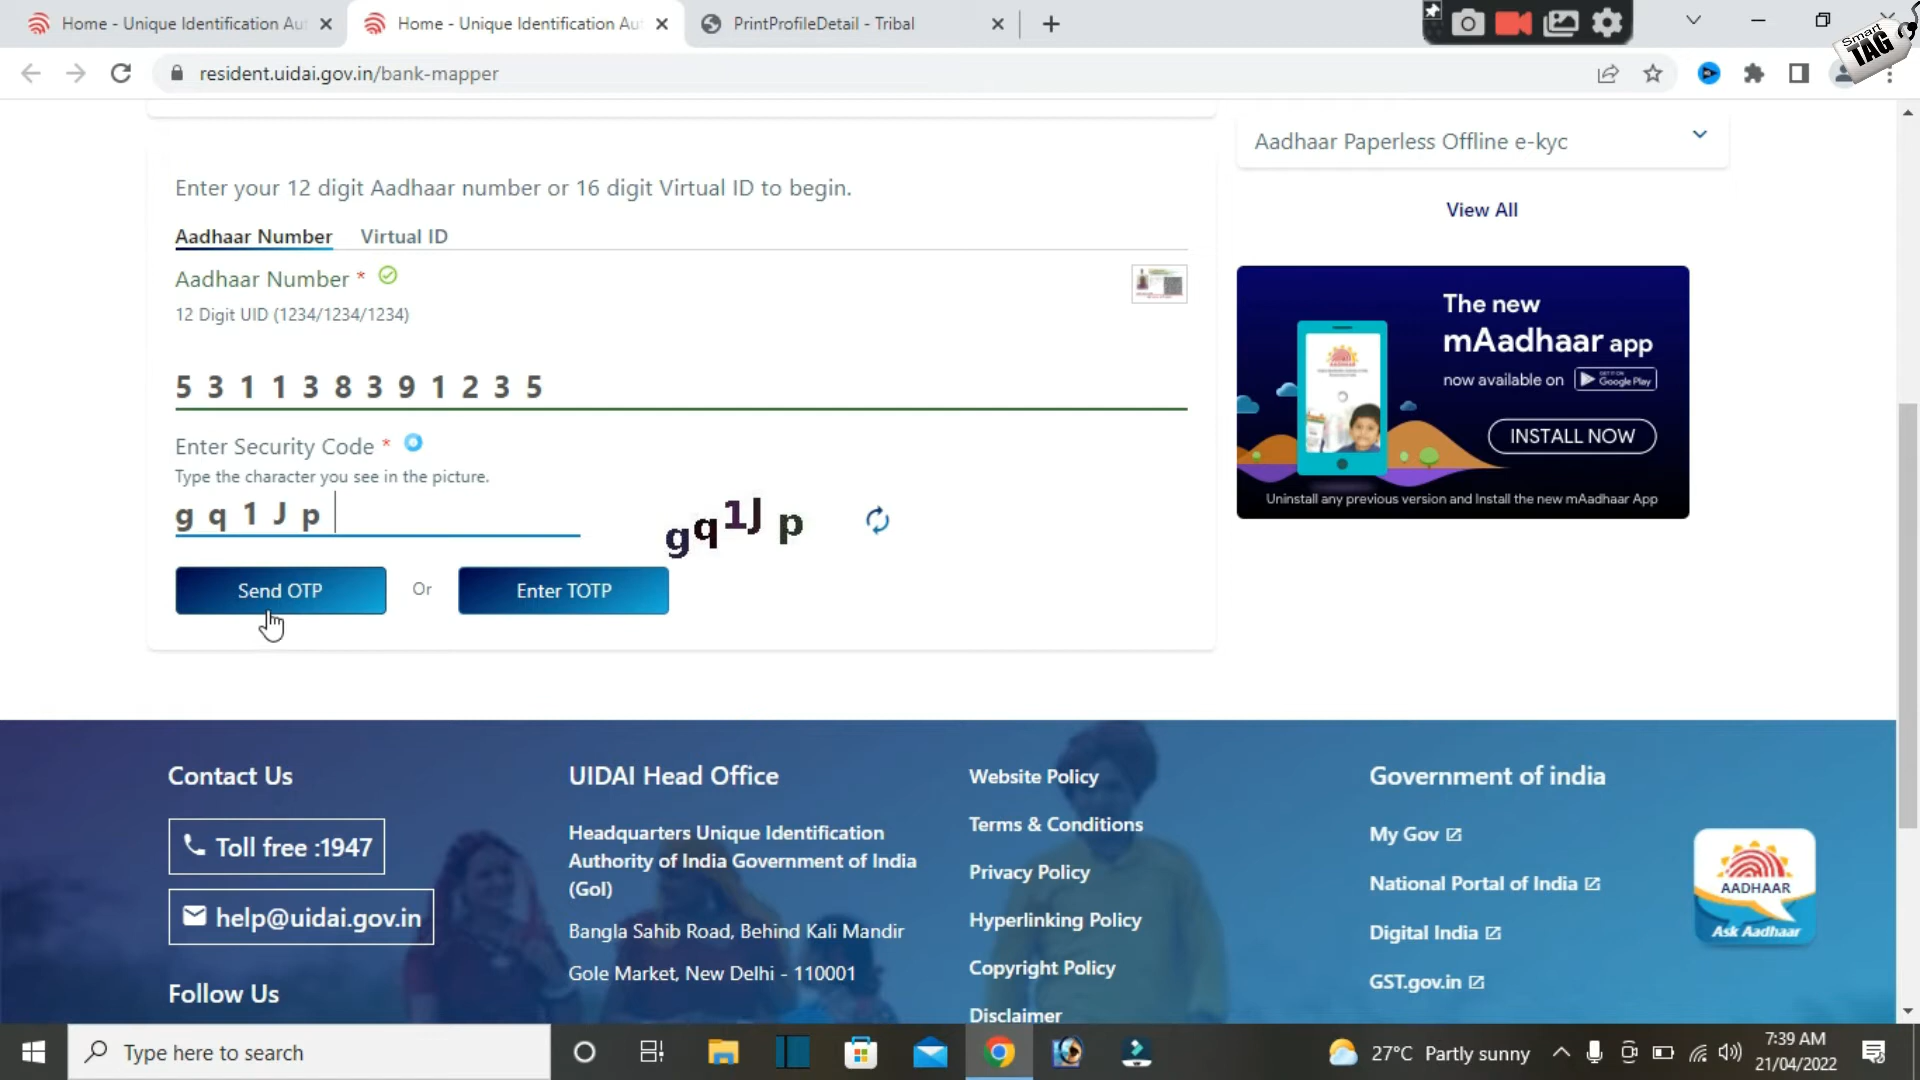 Home - Unique Identification Au
Home - Unique Identification Au
PrintProfileDetail - Tribal
Smart
TAG
resident.uidai.gov.in/bank-mapper
Enter your 12 digit Aadhaar number or 16 digit Virtual ID to begin.
Aadhaar Number Virtual ID
Aadhaar Number *
12 Digit UID (1234/1234/1234)
5 3 1 1 3 8 3 9 1 2 3 5
Enter Security Code *
Type the character you see in the picture.
g q 1 J p
gq1Jp
Send OTP Or Enter TOTP
Aadhaar Paperless Offline e-kyc
View All
The new
mAadhaar app
now available on GET IT ON Google Play
INSTALL NOW
Uninstall any previous version and Install the new mAadhaar App
Contact Us
Toll free :1947
help@uidai.gov.in
Follow Us
UIDAI Head Office
Headquarters Unique Identification
Authority of India Government of India
(GoI)
Bangla Sahib Road, Behind Kali Mandir
Gole Market, New Delhi - 110001
Website Policy
Terms & Conditions
Privacy Policy
Hyperlinking Policy
Copyright Policy
Disclaimer
Government of india
My Gov
National Portal of India
Digital India
GST.gov.in
AADHAAR
Ask Aadhaar
Type here to search
27°C Partly sunny
7:39 AM
21/04/2022